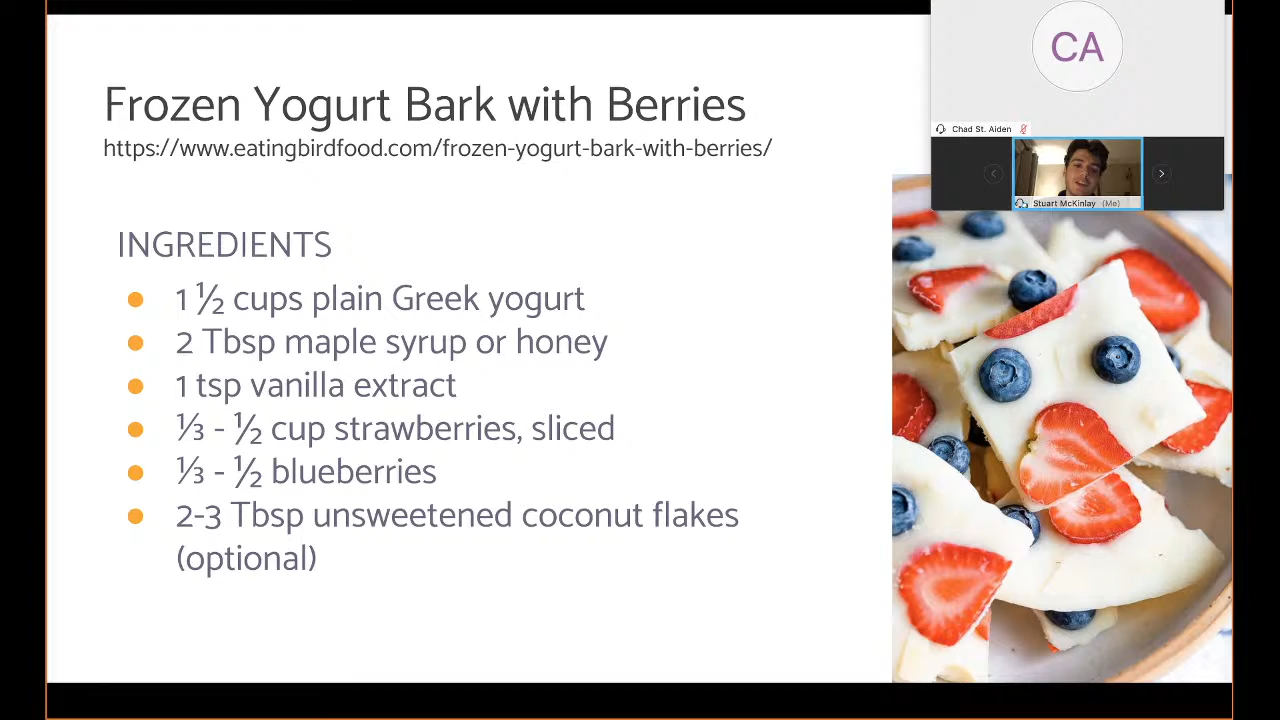 Frozen Yogurt Bark with Berries
https://www.eatingbirdfood.com/frozen-yogurt-bark-with-berries/
INGREDIENTS
1 ½ cups plain Greek yogurt
2 Tbsp maple syrup or honey
1 tsp vanilla extract
⅓ - ½ cup strawberries, sliced
⅓ - ½ blueberries
2-3 Tbsp unsweetened coconut flakes
(optional)
CA
Chad St. Aiden
Stuart McKinlay (Me)